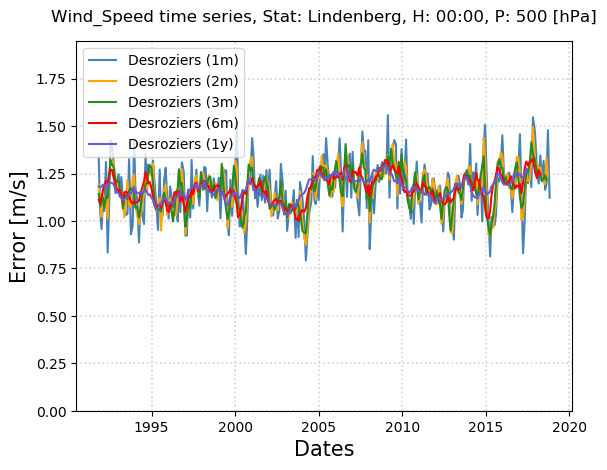 Wind_Speed time series, Stat: Lindenberg, H: 00:00, P: 500 [hPa]
Desroziers (1m)
Desroziers (2m)
Desroziers (3m)
Desroziers (6m)
Desroziers (1y)
Error [m/s]
1.75
1.50
1.25
1.00
0.75
0.50
0.25
0.00
1995 2000 2005 2010 2015 2020
Dates